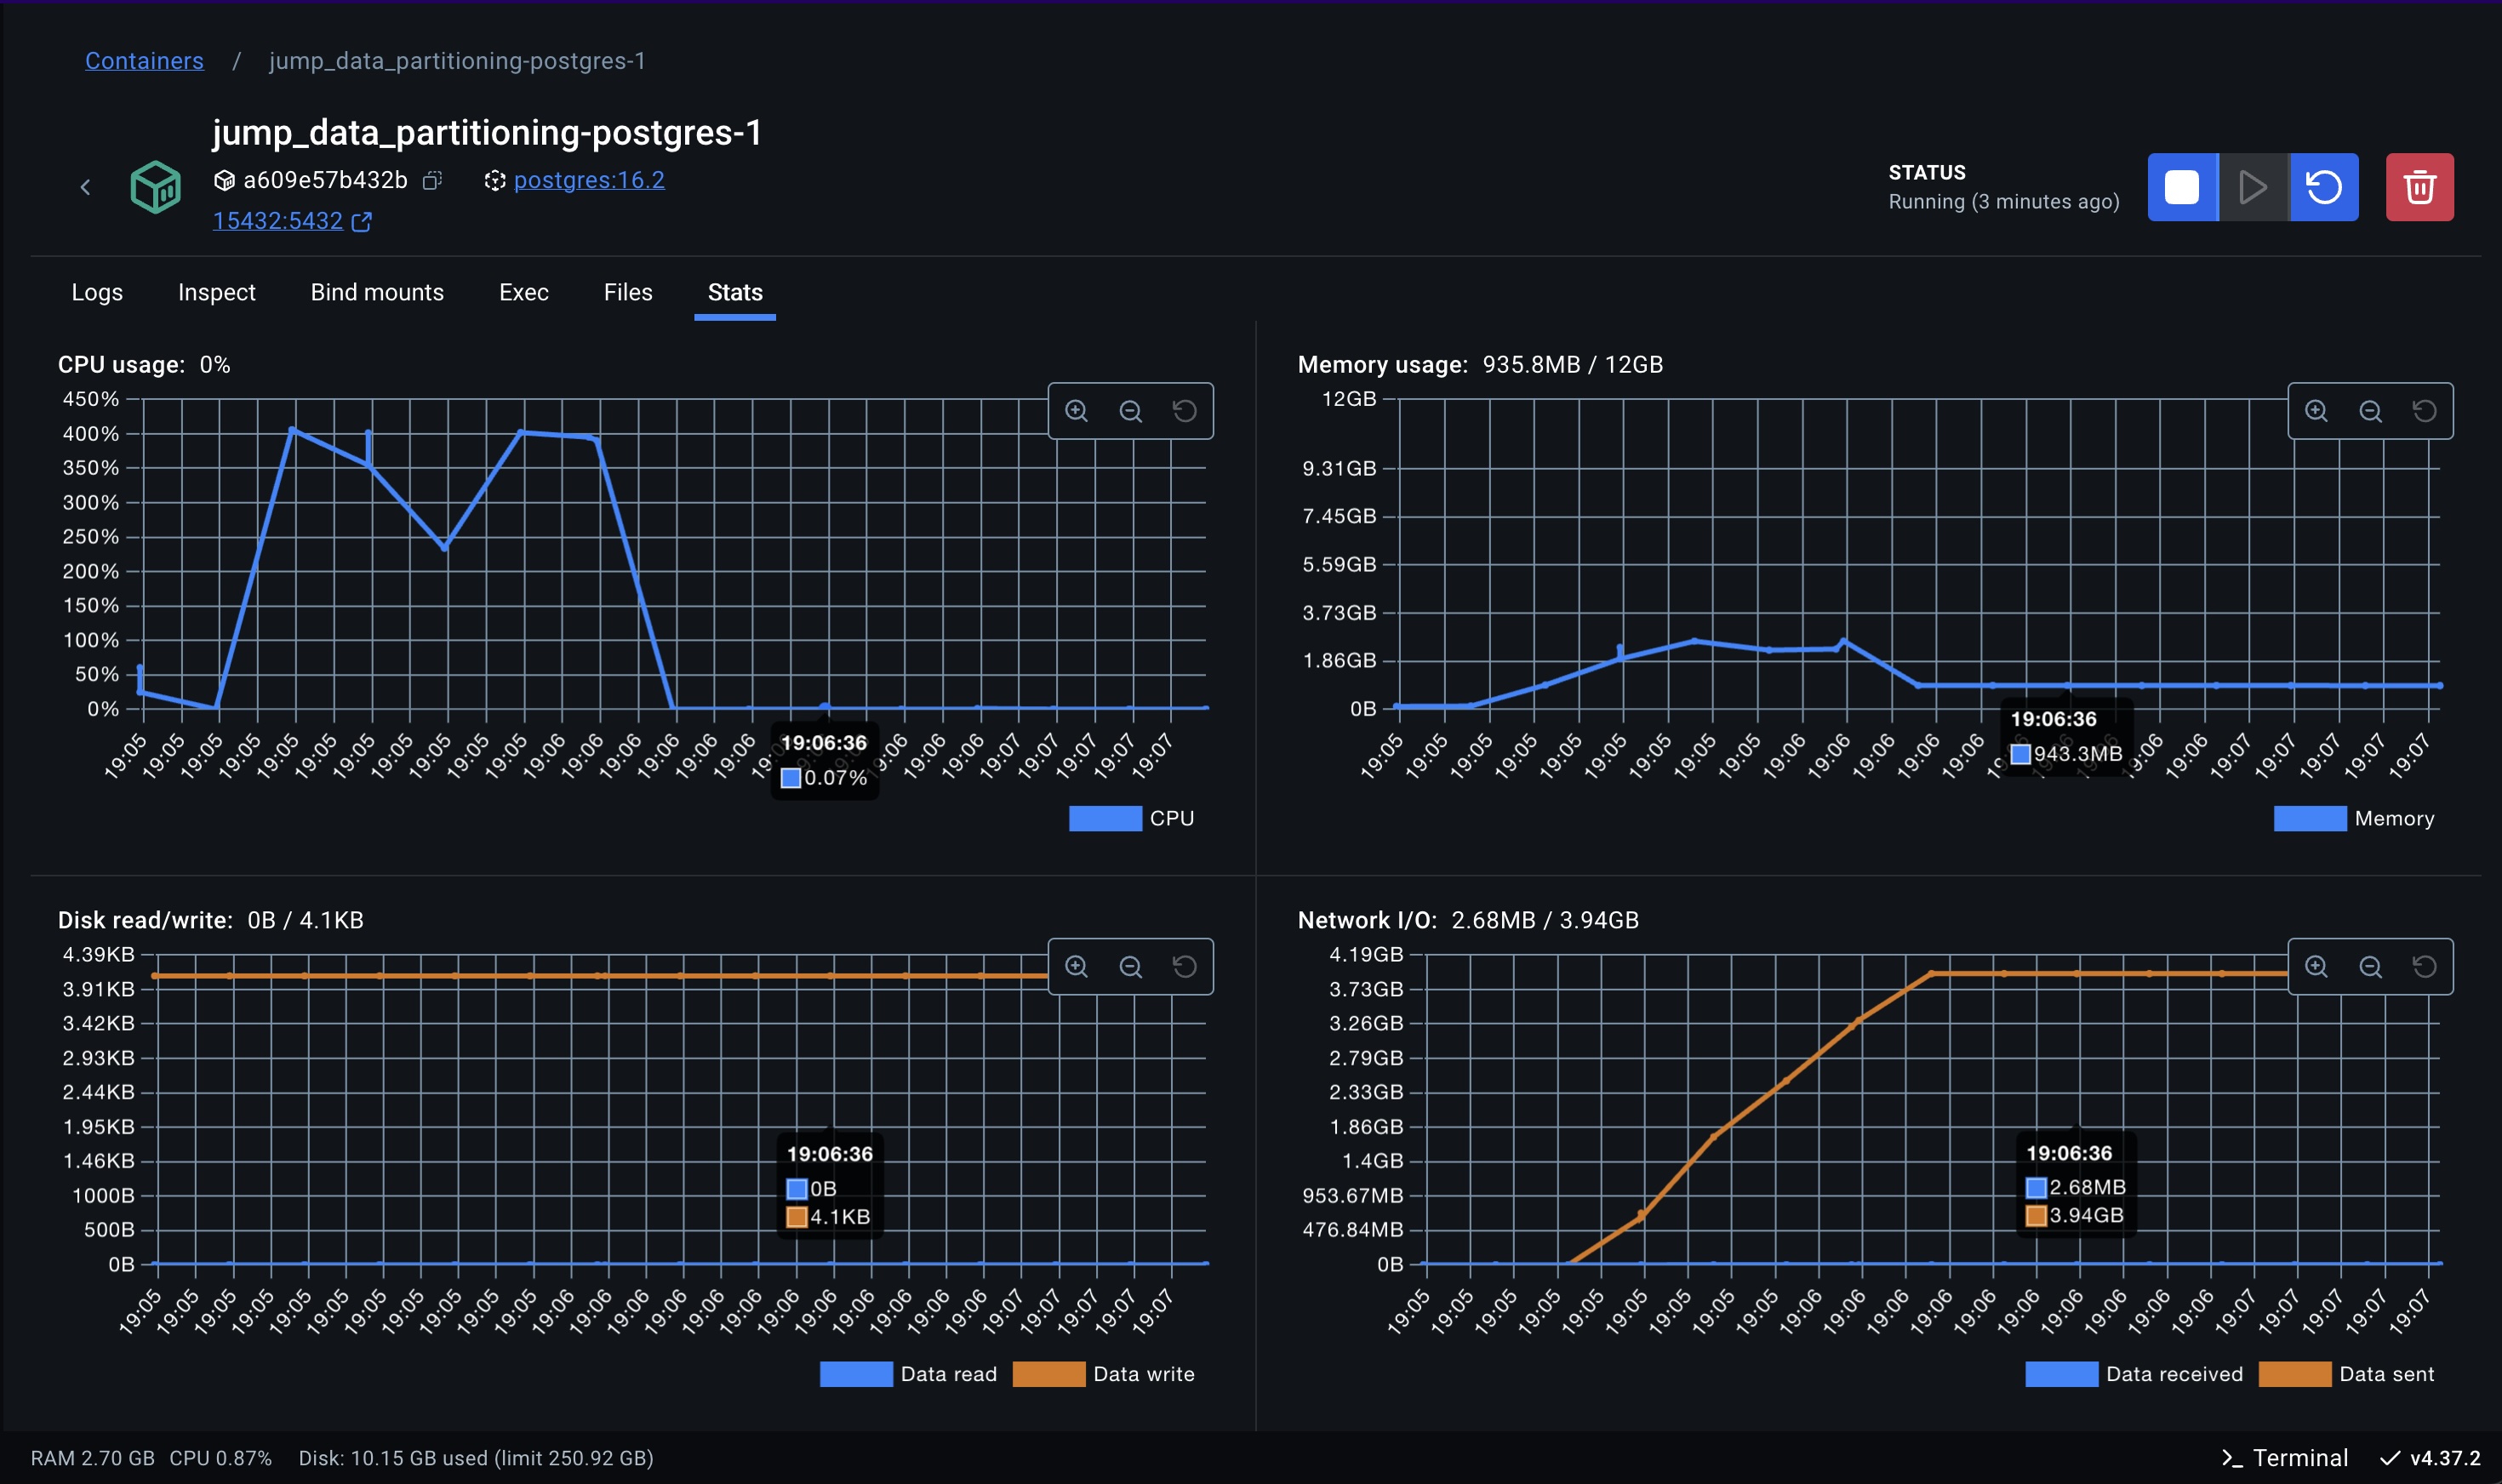 Containers / jump_data_partitioning-postgres-1
jump_data_partitioning-postgres-1
a609e57b432b postgres:16.2
15432:5432
STATUS
Running (3 minutes ago)
Logs Inspect Bind mounts Exec Files Stats
CPU usage: 0%
450%
400%
350%
300%
250%
200%
150%
100%
50%
0%
19:05 19:05 19:05 19:05 19:05 19:05 19:05 19:05 19:05 19:05 19:05 19:06 19:06 19:06 19:06 19:06 19:06 19:06 19:06 19:06 19:07 19:07 19:07 19:07 19:07
19:06:36
0.07%
CPU
Memory usage: 935.8MB / 12GB
12GB
9.31GB
7.45GB
5.59GB
3.73GB
1.86GB
0B
19:05 19:05 19:05 19:05 19:05 19:05 19:05 19:05 19:05 19:06 19:06 19:06 19:06 19:06 19:06 19:06 19:07 19:07 19:07 19:07 19:07
19:06:36
943.3MB
Memory
Disk read/write: 0B / 4.1KB
4.39KB
3.91KB
3.42KB
2.93KB
2.44KB
1.95KB
1.46KB
1000B
500B
0B
19:05 19:05 19:05 19:05 19:05 19:05 19:05 19:05 19:05 19:05 19:05 19:06 19:06 19:06 19:06 19:06 19:06 19:06 19:06 19:06 19:06 19:06 19:06 19:07 19:07 19:07 19:07 19:07
19:06:36
0B
4.1KB
Data read Data write
Network I/O: 2.68MB / 3.94GB
4.19GB
3.73GB
3.26GB
2.79GB
2.33GB
1.86GB
1.4GB
953.67MB
476.84MB
0B
19:05 19:05 19:05 19:05 19:05 19:05 19:05 19:05 19:05 19:06 19:06 19:06 19:06 19:06 19:06 19:06 19:06 19:06 19:06 19:07 19:07 19:07 19:07 19:07
19:06:36
2.68MB
3.94GB
Data received Data sent
RAM 2.70 GB CPU 0.87% Disk: 10.15 GB used (limit 250.92 GB)
Terminal v4.37.2